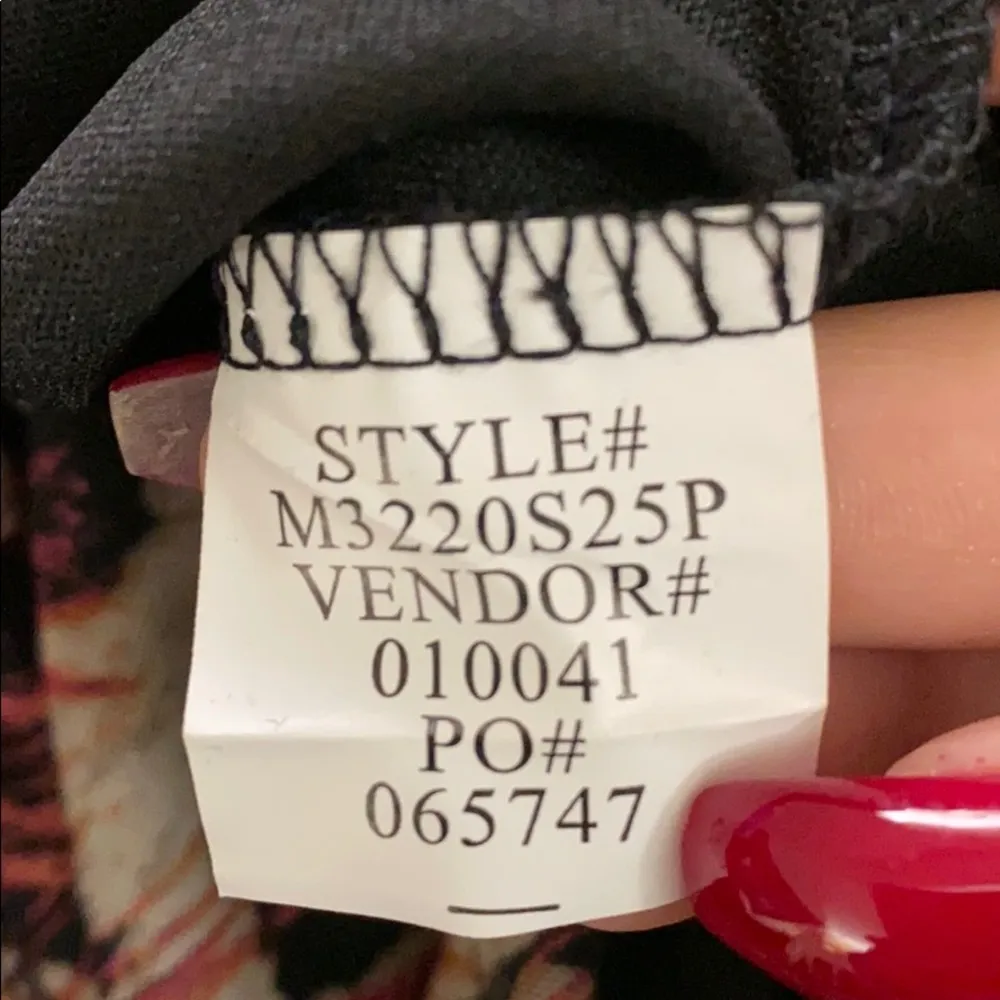 STYLE#
M3220S25P
VENDOR#
010041
PO#
065747